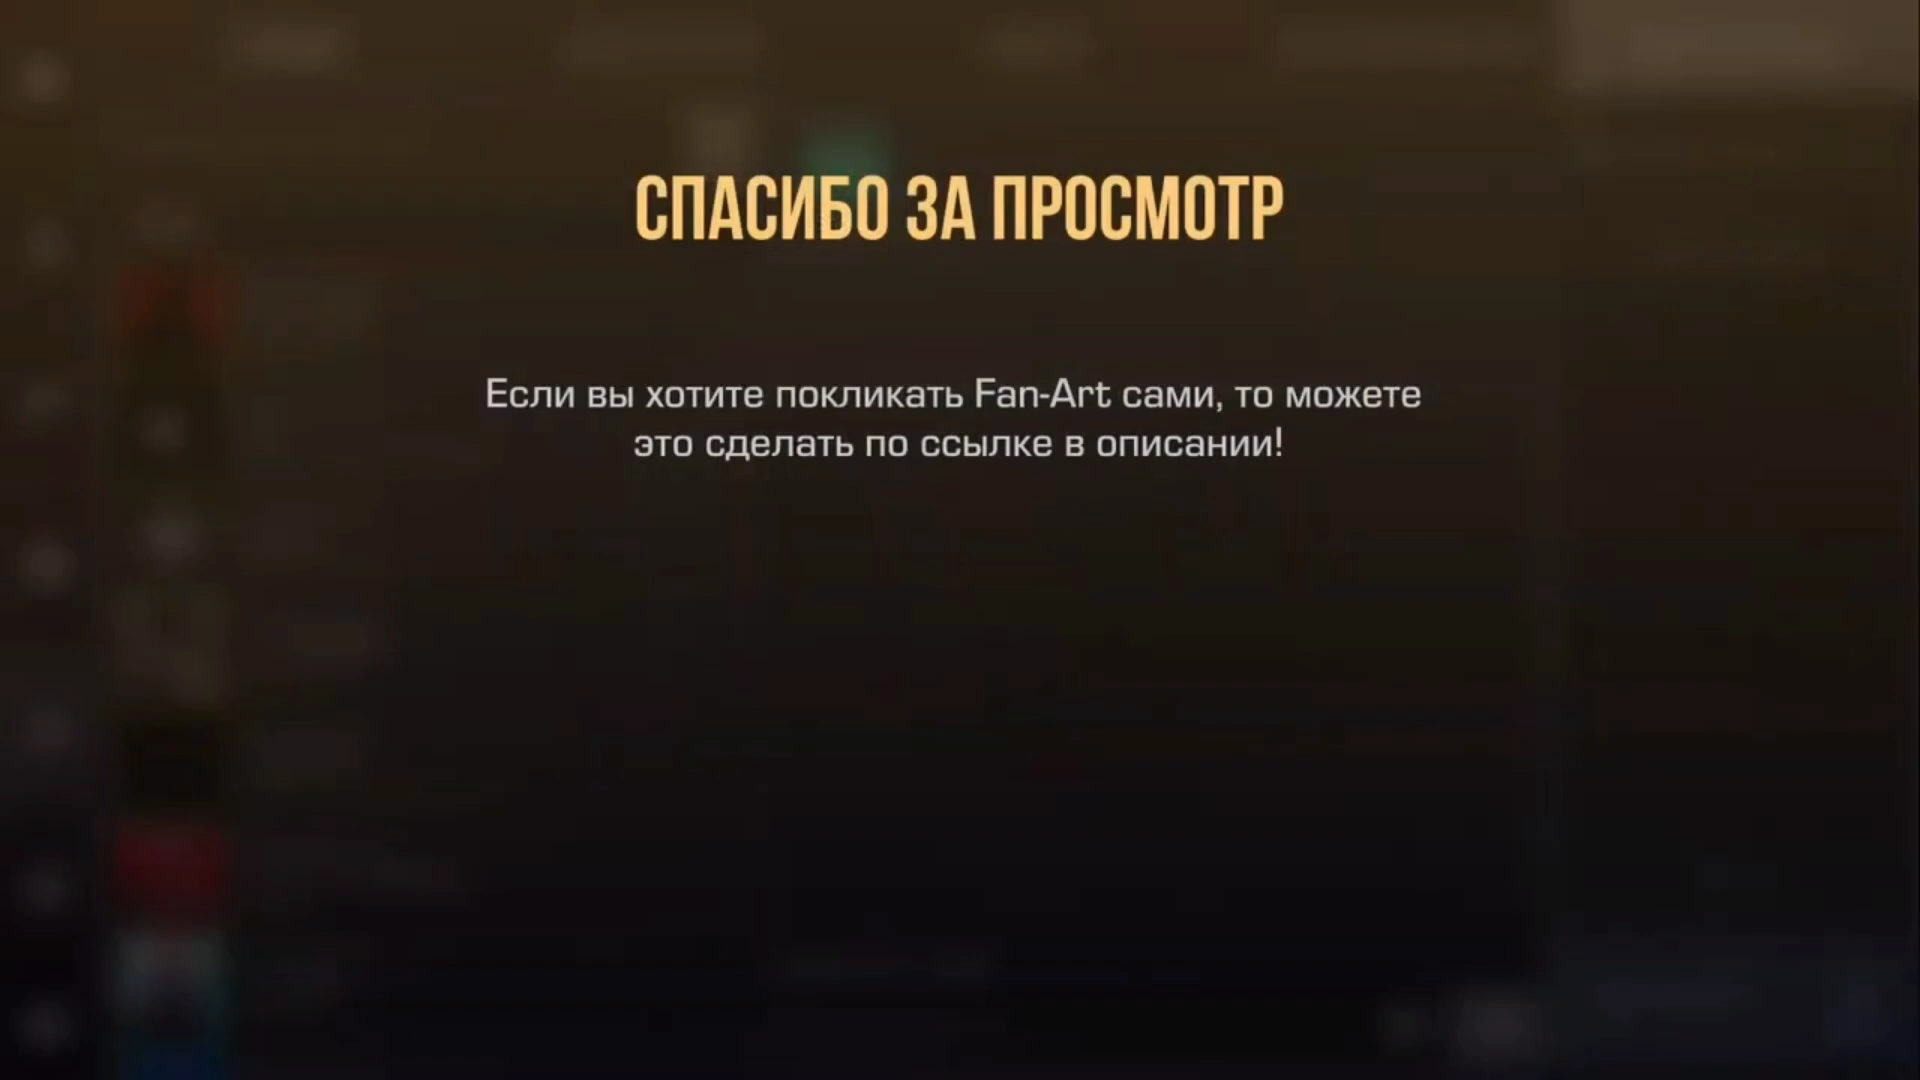 СПАСИБО ЗА ПРОСМОТР
Если вы хотите покликать Fan-Art сами, то можете
это сделать по ссылке в описании!